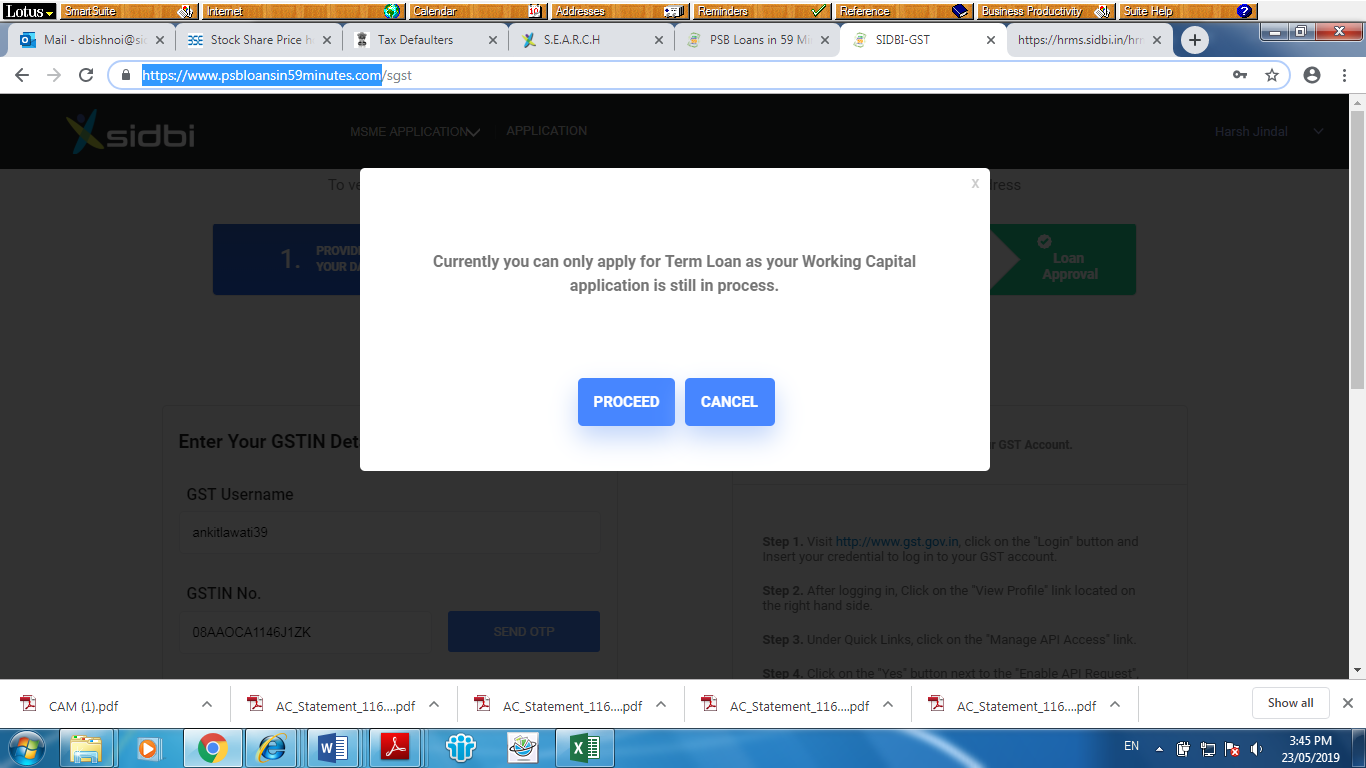 Lotus SmartSuite Internet Calendar Addresses Reminders Reference Business Productivity Suite Help
Mail - dbishnoi@si Stock Share Price h Tax Defaulters S.E.A.R.C.H PSB Loans in 59 Mi SIDBI-GST https://hrms.sidbi.in/hrm
https://www.psbloansin59minutes.com/sgst
sidbi MSME APPLICATION APPLICATION Harsh Jindal
To ve dress
x
1. PROVIDE
YOUR DA
Loan
Approval
Currently you can only apply for Term Loan as your Working Capital
application is still in process.
PROCEED CANCEL
Enter Your GSTIN Det
r GST Account.
GST Username
ankitlawati39
GSTIN No.
08AAOCA1146J1ZK SEND OTP
Step 1. Visit http://www.gst.gov.in, click on the "Login" button and
Insert your credential to log in to your GST account.
Step 2. After logging in, Click on the "View Profile" link located on
the right hand side.
Step 3. Under Quick Links, click on the "Manage API Access" link.
Step 4. Click on the "Yes" button next to the "Enable API Request",
CAM (1).pdf AC_Statement_116....pdf AC_Statement_116....pdf AC_Statement_116....pdf AC_Statement_116....pdf Show all
EN 3:45 PM
23/05/2019